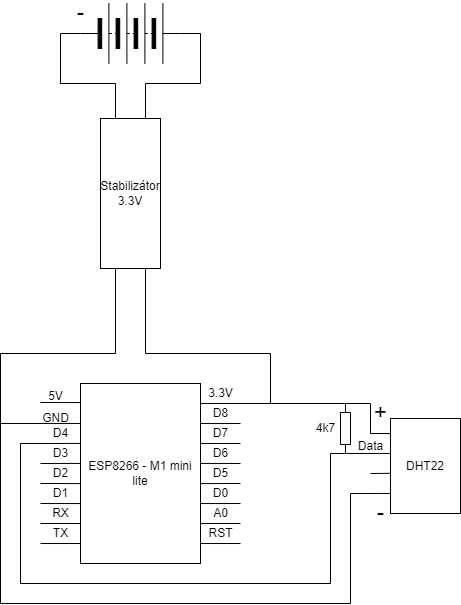 -
Stabilizátor
3.3V
5V
3.3V
GND
D8
D4
D7
D3
D6
D2
D5
D1
D0
RX
A0
TX
RST
ESP8266 - M1 mini
lite
4k7
+
Data
DHT22
-